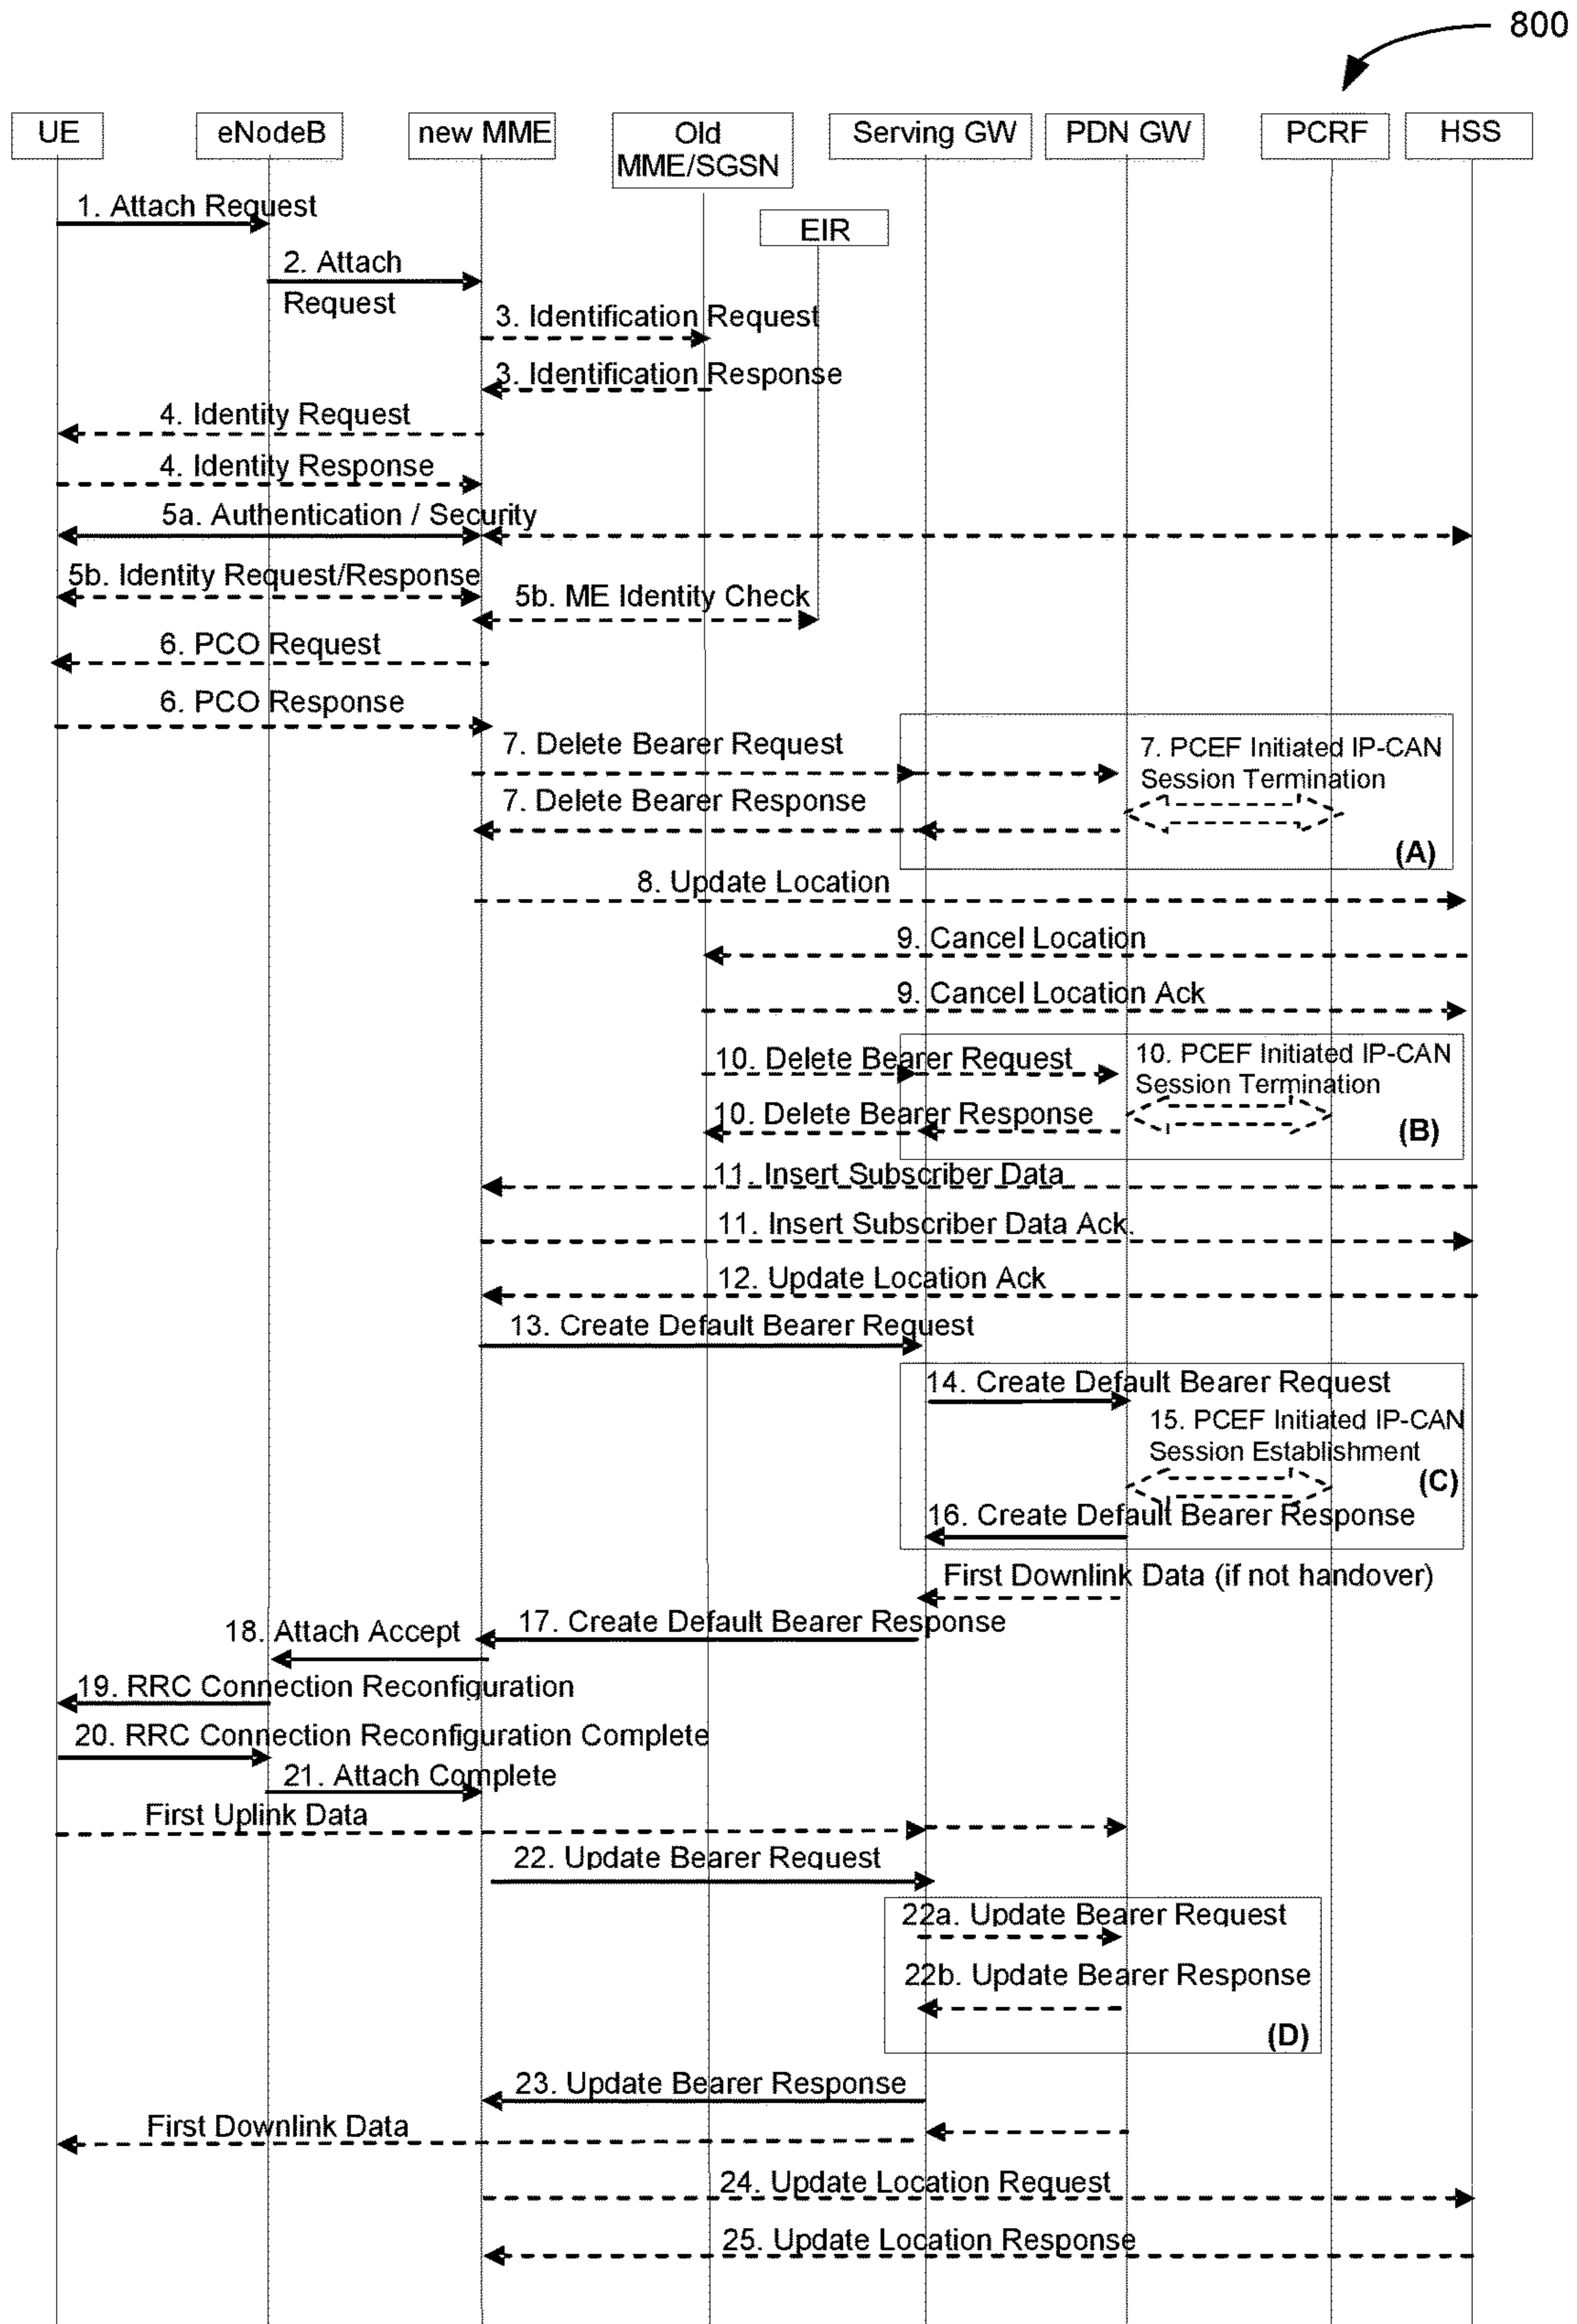 800
UE
eNodeB
new MME
Old
MME/SGSN
Serving GW
PDN GW
PCRF
HSS
EIR
1. Attach Request
2. Attach
Request
3. Identification Request
3. Identification Response
4. Identity Request
4. Identity Response
5a. Authentication / Security
5b. Identity Request/Response
5b. ME Identity Check
6. PCO Request
6. PCO Response
7. Delete Bearer Request
7. PCEF Initiated IP-CAN
Session Termination
7. Delete Bearer Response
(A)
8. Update Location
9. Cancel Location
9. Cancel Location Ack
10. Delete Bearer Request
10. PCEF Initiated IP-CAN
Session Termination
10. Delete Bearer Response
(B)
11. Insert Subscriber Data
11. Insert Subscriber Data Ack.
12. Update Location Ack
13. Create Default Bearer Request
14. Create Default Bearer Request
15. PCEF Initiated IP-CAN
Session Establishment
(C)
16. Create Default Bearer Response
First Downlink Data (if not handover)
17. Create Default Bearer Response
18. Attach Accept
19. RRC Connection Reconfiguration
20. RRC Connection Reconfiguration Complete
21. Attach Complete
First Uplink Data
22. Update Bearer Request
22a. Update Bearer Request
22b. Update Bearer Response
(D)
23. Update Bearer Response
First Downlink Data
24. Update Location Request
25. Update Location Response